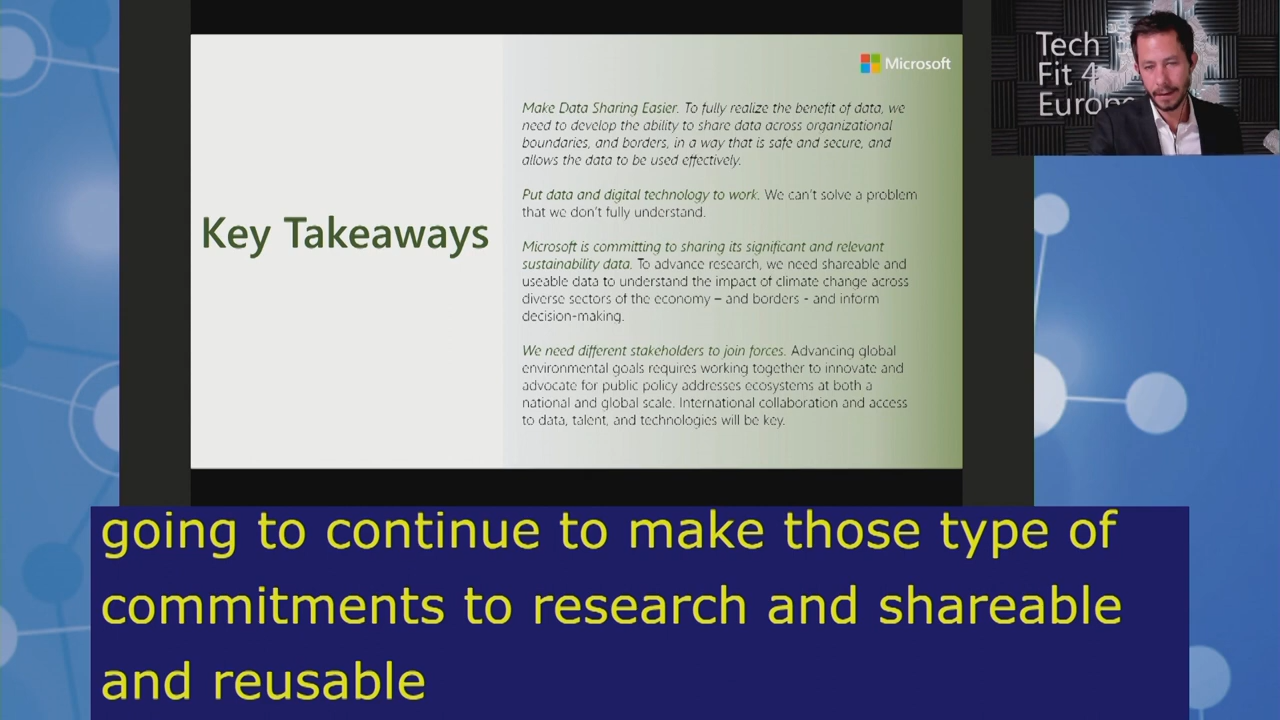 Microsoft
Tech
Fit 4
Europe
Key Takeaways
Make Data Sharing Easier. To fully realize the benefit of data, we
need to develop the ability to share data across organizational
boundaries, and borders, in a way that is safe and secure, and
allows the data to be used effectively.
Put data and digital technology to work. We can't solve a problem
that we don't fully understand.
Microsoft is committing to sharing its significant and relevant
sustainability data. To advance research, we need shareable and
useable data to understand the impact of climate change across
diverse sectors of the economy – and borders - and inform
decision-making.
We need different stakeholders to join forces. Advancing global
environmental goals requires working together to innovate and
advocate for public policy addresses ecosystems at both a
national and global scale. International collaboration and access
to data, talent, and technologies will be key.
going to continue to make those type of
commitments to research and shareable
and reusable